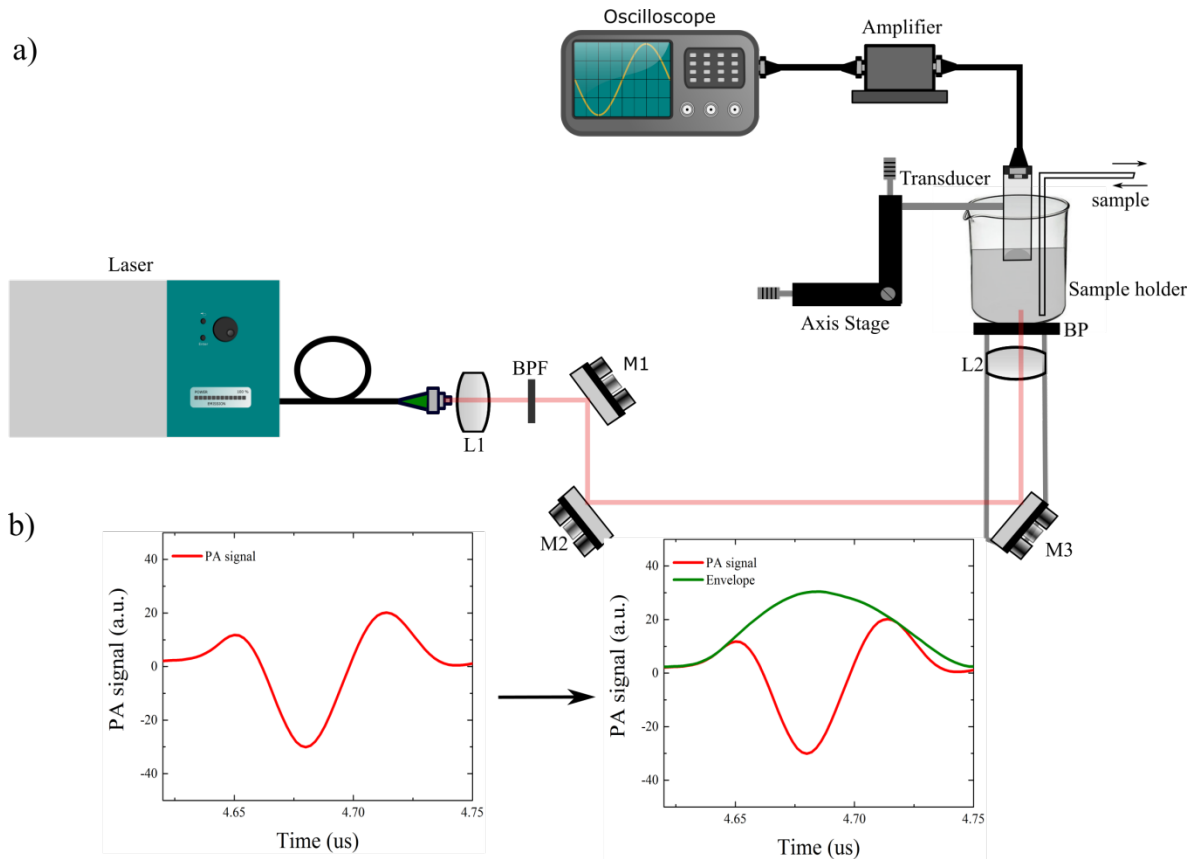 a)
Oscilloscope
Amplifier
Transducer
sample
Laser
Sample holder
Axis Stage
BP
L2
BPF
M1
L1
M2
M3
b)
PA signal
PA signal (a.u.)
40
20
0
-20
-40
4.65
4.70
4.75
Time (us)
PA signal
Envelope
PA signal (a.u.)
40
20
0
-20
-40
4.65
4.70
4.75
Time (us)